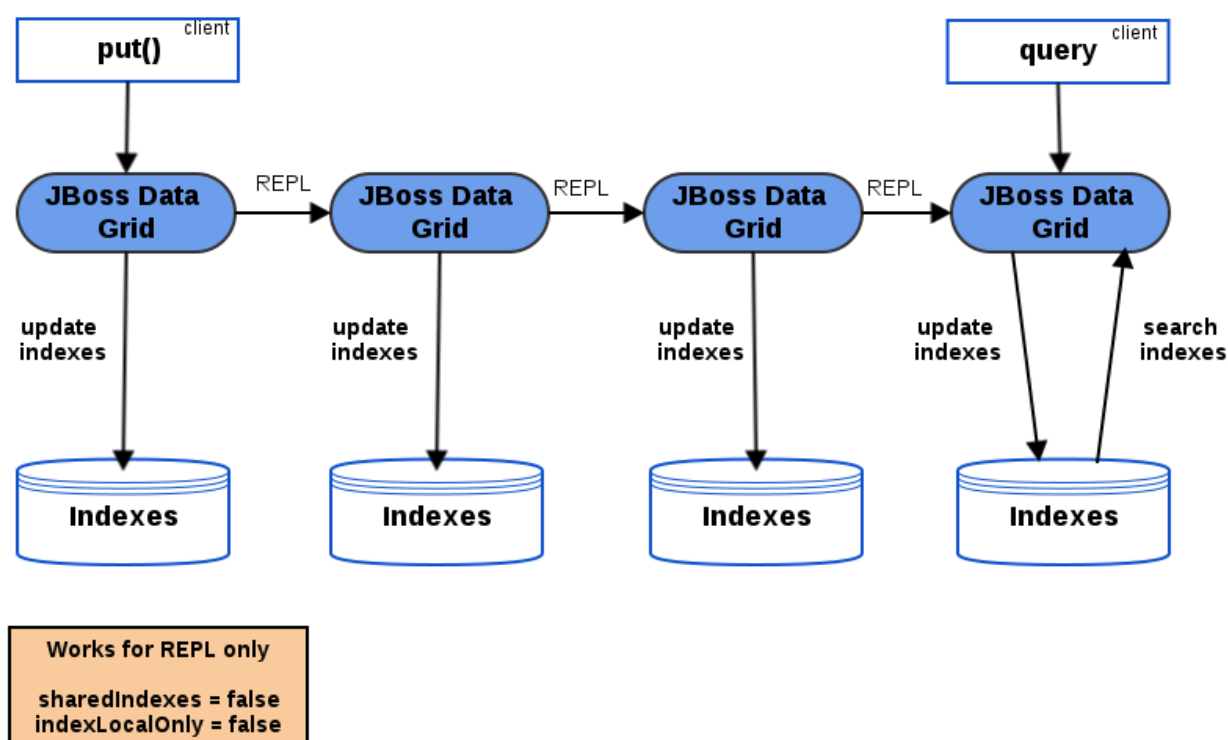 client
put()
client
query
JBoss Data
Grid
REPL
JBoss Data
Grid
REPL
JBoss Data
Grid
REPL
JBoss Data
Grid
update
indexes
update
indexes
update
indexes
update
indexes
search
indexes
Indexes
Indexes
Indexes
Indexes
Works for REPL only
sharedIndexes = false
indexLocalOnly = false